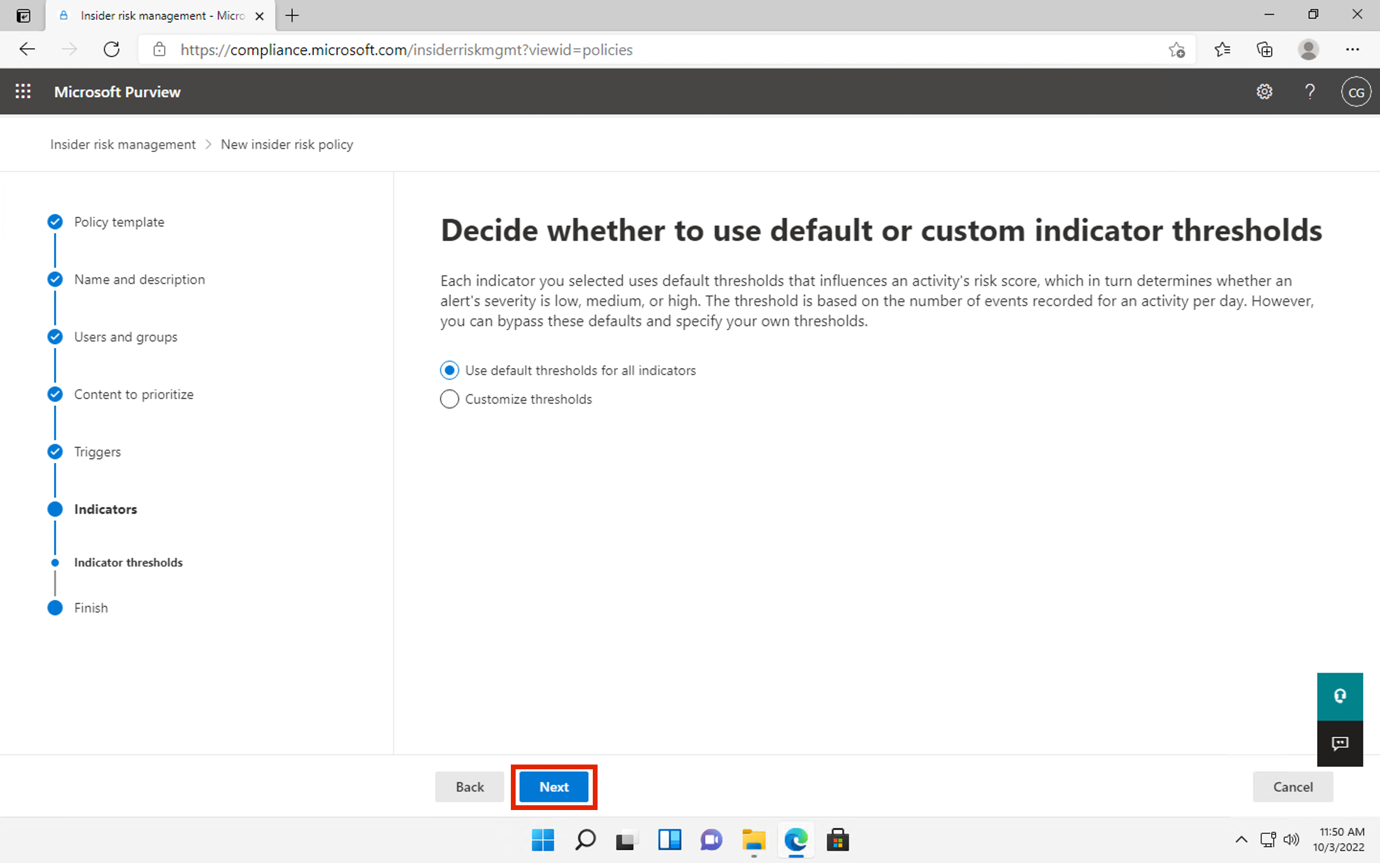 Insider risk management - Micro
https://compliance.microsoft.com/insiderriskmgmt?viewid=policies
Microsoft Purview
CG
Insider risk management > New insider risk policy
Policy template
Name and description
Users and groups
Content to prioritize
Triggers
Indicators
Indicator thresholds
Finish
Decide whether to use default or custom indicator thresholds
Each indicator you selected uses default thresholds that influences an activity's risk score, which in turn determines whether an
alert's severity is low, medium, or high. The threshold is based on the number of events recorded for an activity per day. However,
you can bypass these defaults and specify your own thresholds.
Use default thresholds for all indicators
Customize thresholds
Back
Next
Cancel
11:50 AM
10/3/2022